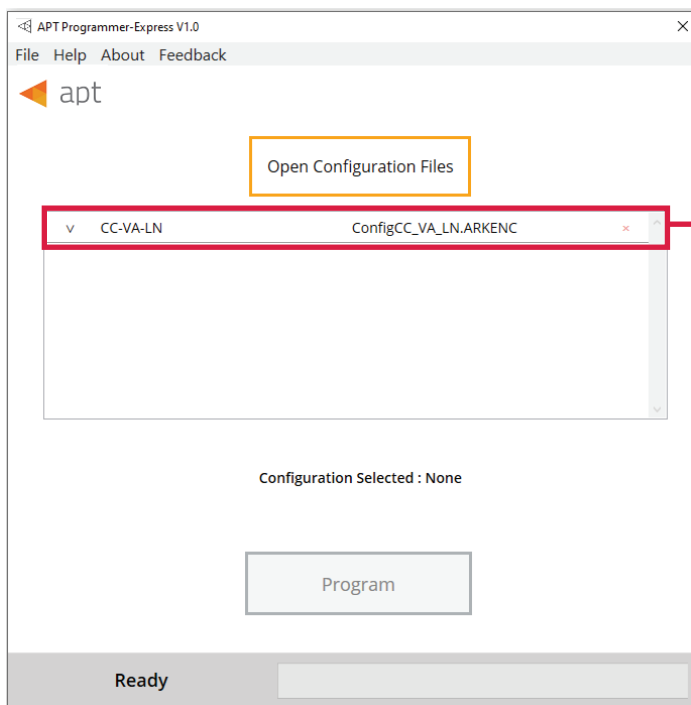 APT Programmer-Express V1.0
File Help About Feedback
apt
Open Configuration Files
v CC-VA-LN ConfigCC_VA_LN.ARKENC ×
Configuration Selected : None
Program
Ready